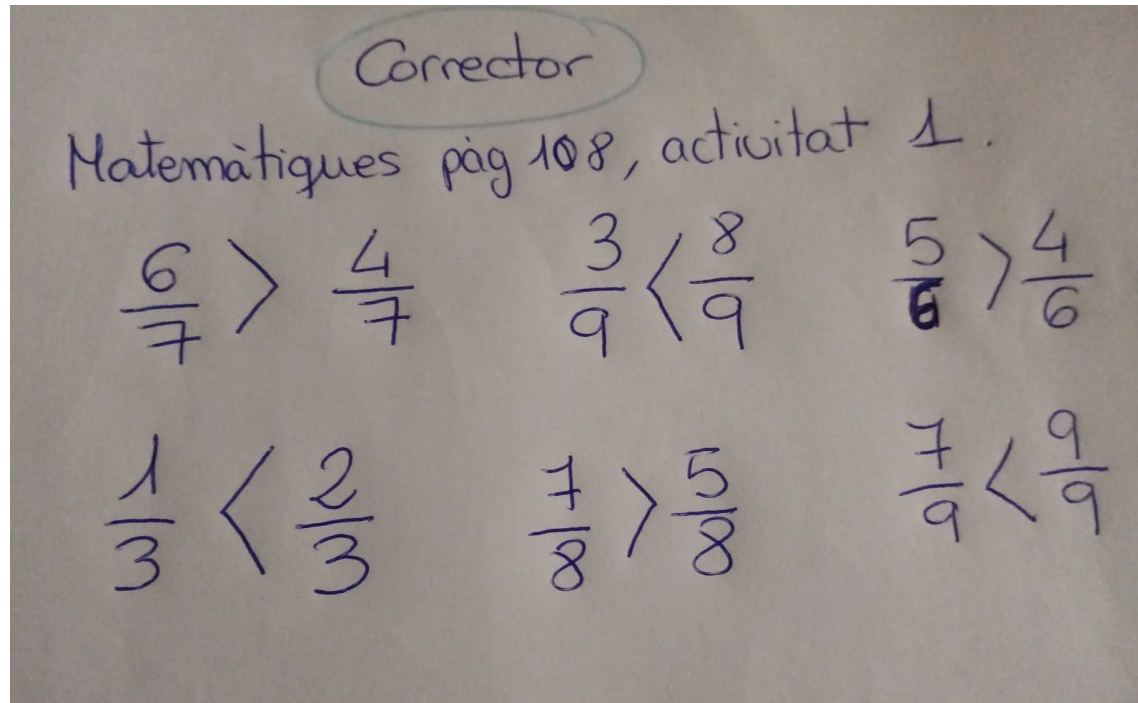 Corrector
Matemàtiques pàg 108, activitat 1.
6/7 > 4/7 3/9 < 8/9 5/6 > 4/6
1/3 < 2/3 7/8 > 5/8 7/9 < 9/9